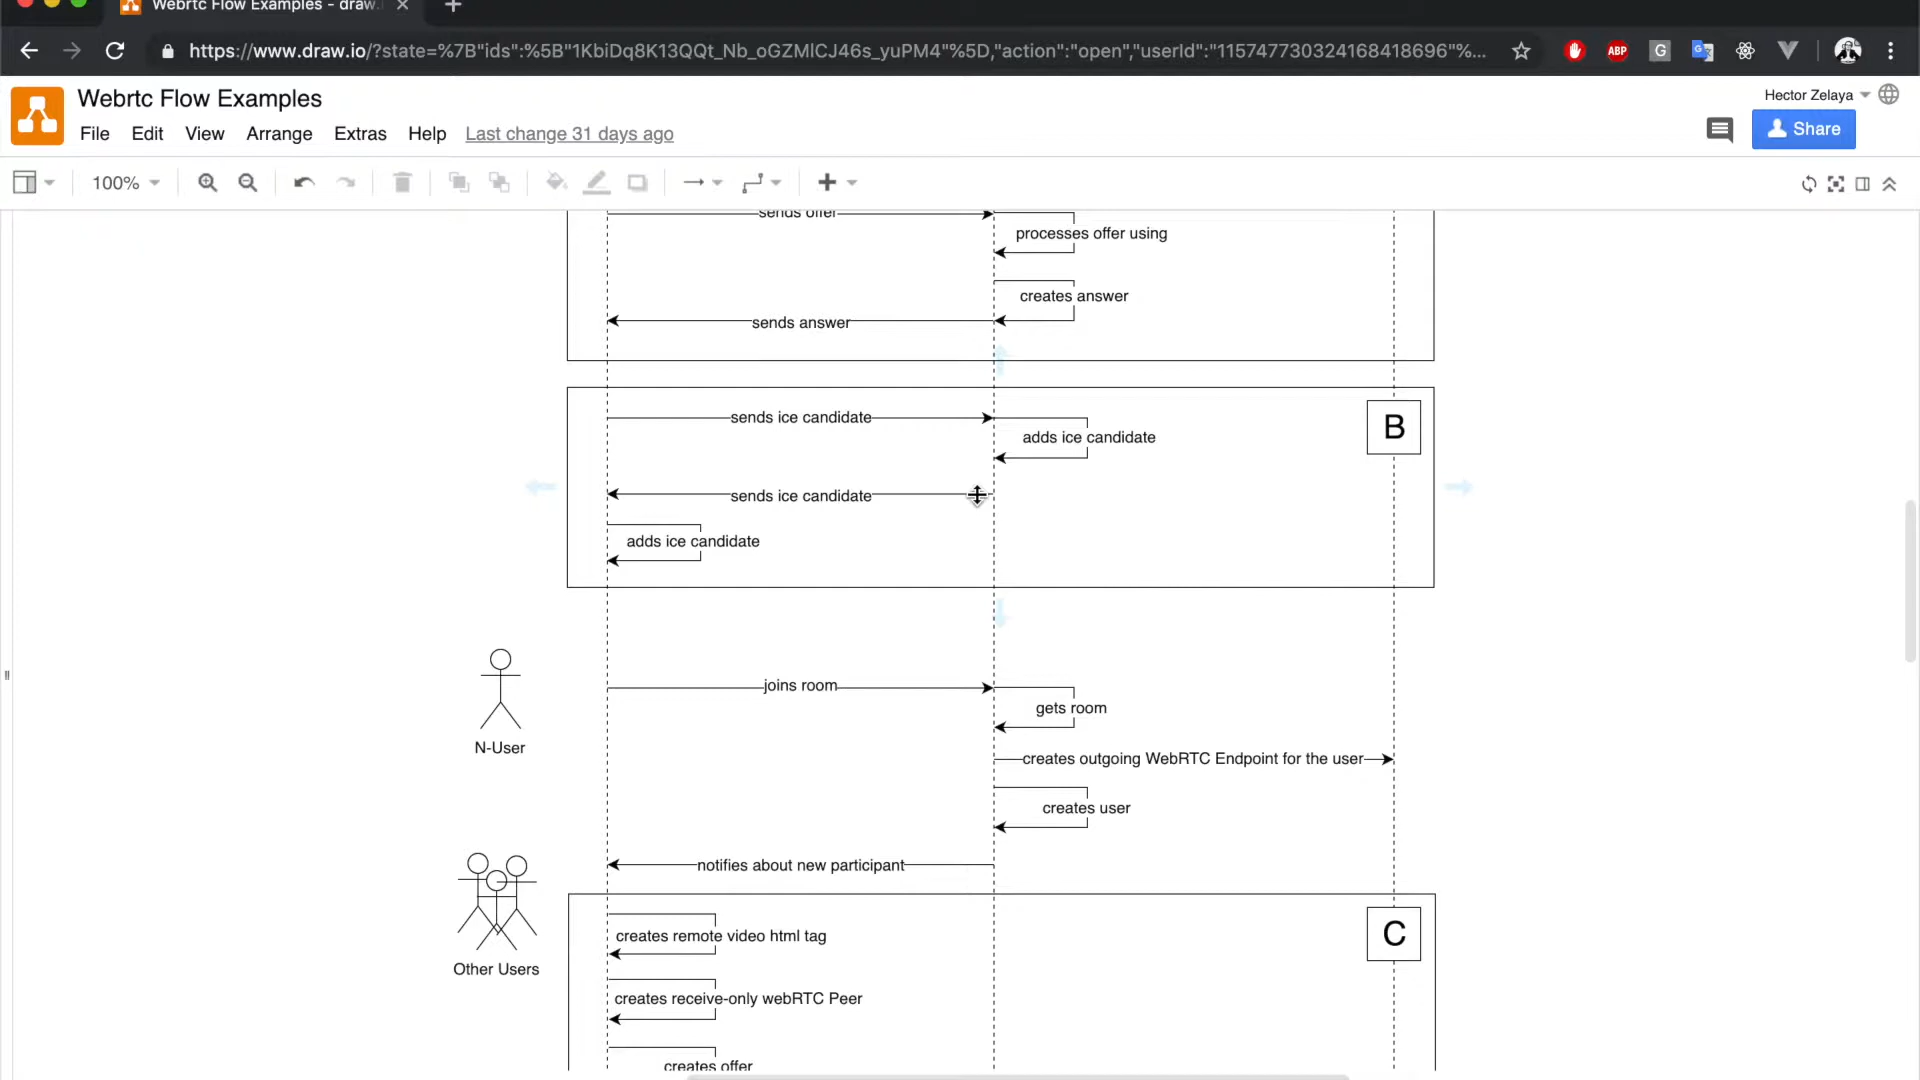 Webrtc Flow Examples - draw.
https://www.draw.io/?state=%7B"ids":%5B"1KbiDq8K13QQt_Nb_oGZMICJ46s_yuPM4"%5D,"action":"open","userId":"115747730324168418696"%...
ABP
G
Webrtc Flow Examples
Hector Zelaya
File Edit View Arrange Extras Help Last change 31 days ago
Share
100%
sends offer
processes offer using
creates answer
sends answer
sends ice candidate
B
adds ice candidate
sends ice candidate
adds ice candidate
joins room
gets room
N-User
creates outgoing WebRTC Endpoint for the user
creates user
notifies about new participant
C
creates remote video html tag
Other Users
creates receive-only webRTC Peer
creates offer